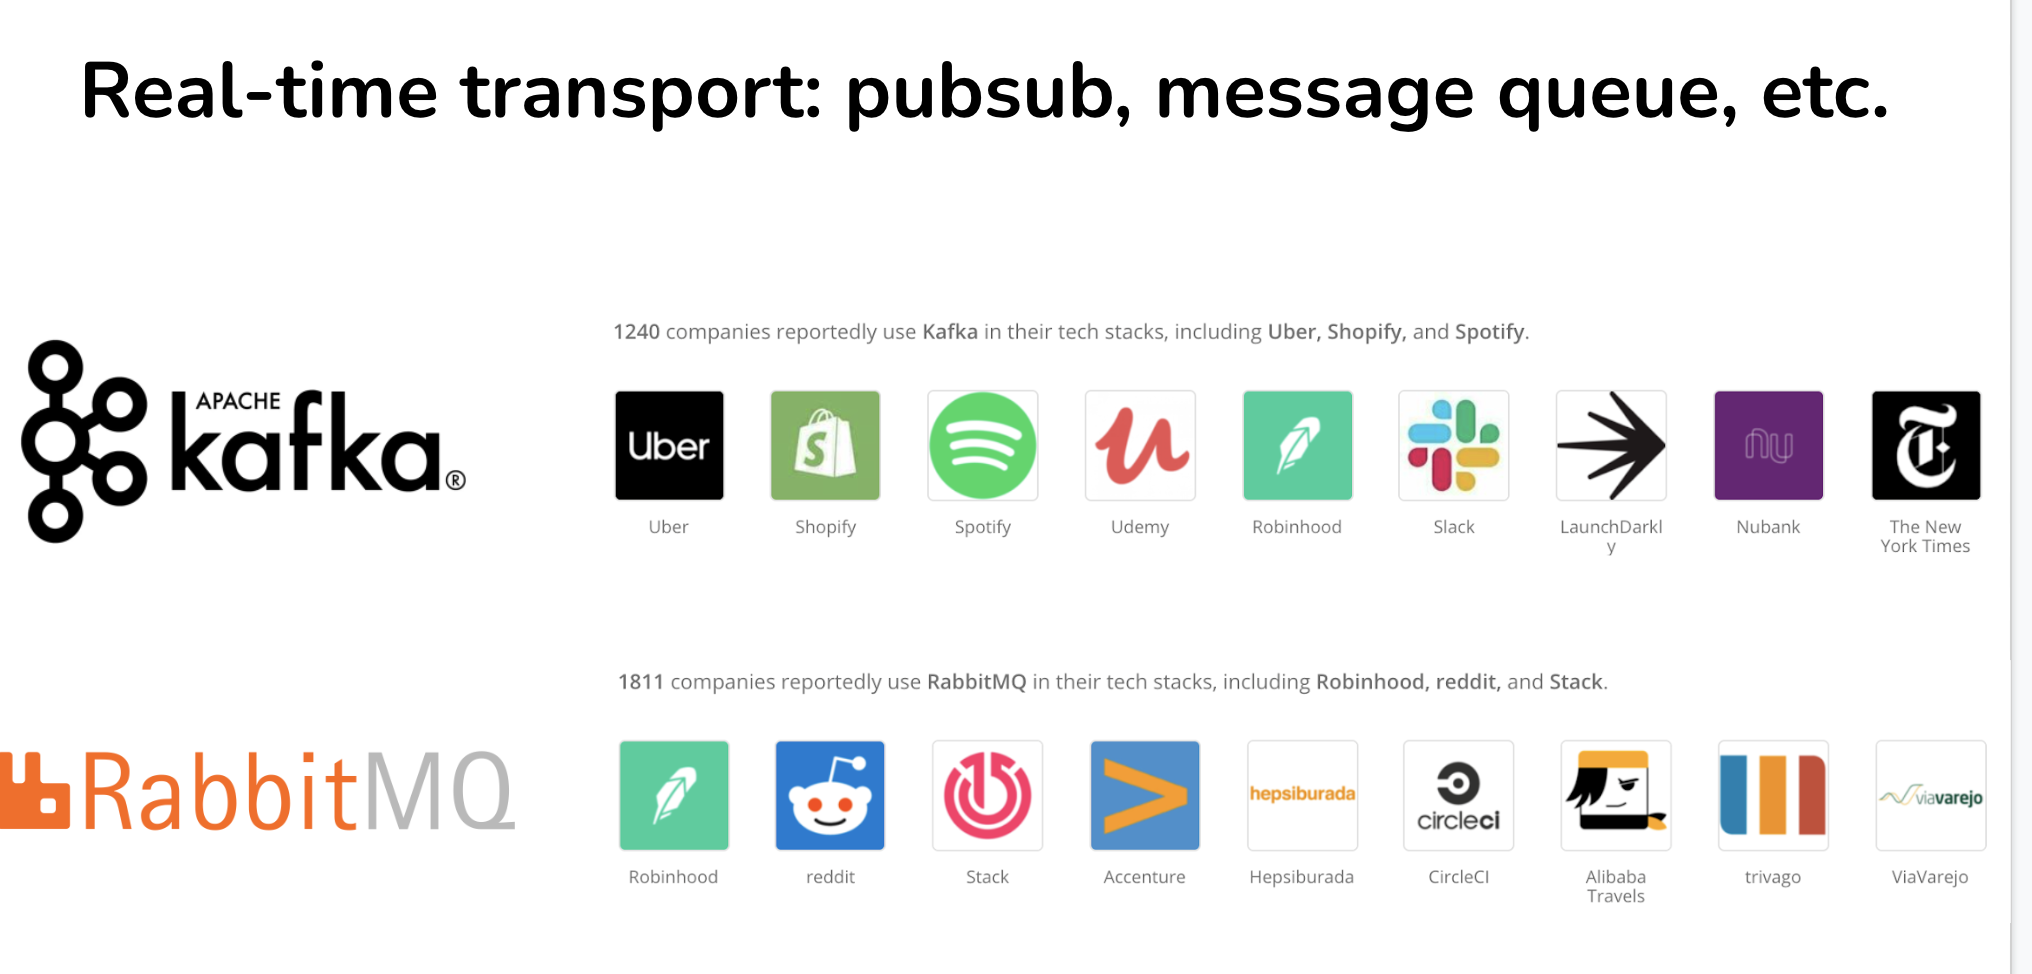 Real-time transport: pubsub, message queue, etc.
1240 companies reportedly use Kafka in their tech stacks, including Uber, Shopify, and Spotify.
APACHE
kafka®
Uber
S
u
nu
T
Uber
Shopify
Spotify
Udemy
Robinhood
Slack
LaunchDarkl
y
Nubank
The New
York Times
1811 companies reportedly use RabbitMQ in their tech stacks, including Robinhood, reddit, and Stack.
RabbitMQ
hepsiburada
circleci
viavarejo
Robinhood
reddit
Stack
Accenture
Hepsiburada
CircleCI
Alibaba
Travels
trivago
ViaVarejo